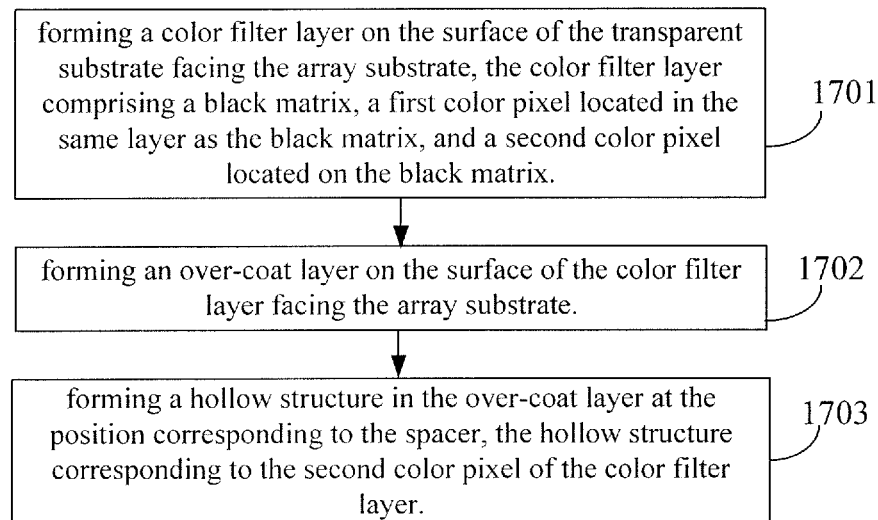 forming a color filter layer on the surface of the transparent
substrate facing the array substrate, the color filter layer
comprising a black matrix, a first color pixel located in the
same layer as the black matrix, and a second color pixel
located on the black matrix.
1701
forming an over-coat layer on the surface of the color filter
layer facing the array substrate.
1702
forming a hollow structure in the over-coat layer at the
position corresponding to the spacer, the hollow structure
corresponding to the second color pixel of the color filter
layer.
1703